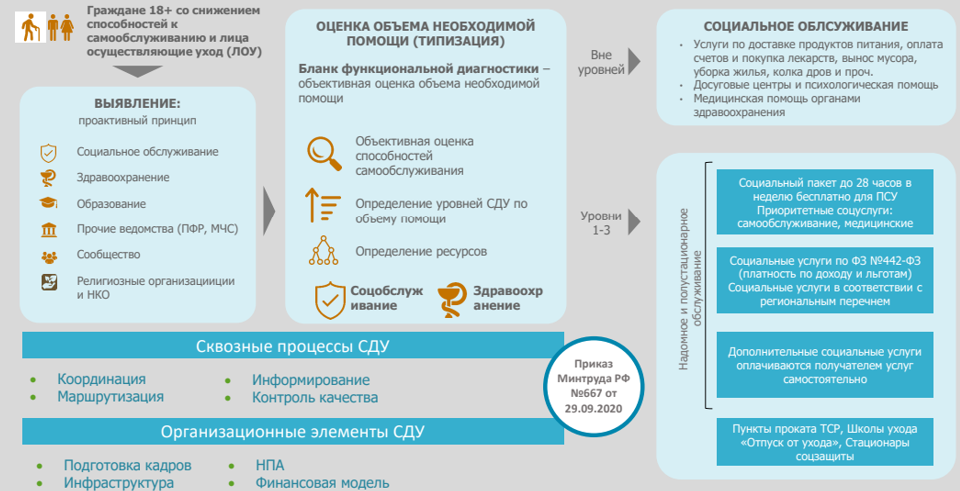 Граждане 18+ со снижением
способностей к
самообслуживанию и лица
осуществляющие уход (ЛОУ)
ВЫЯВЛЕНИЕ:
проактивный принцип
Социальное обслуживание
Здравоохранение
Образование
Прочие ведомства (ПФР, МЧС)
Сообщество
Религиозные организациии
и НКО
ОЦЕНКА ОБЪЕМА НЕОБХОДИМОЙ
ПОМОЩИ (ТИПИЗАЦИЯ)
Бланк функциональной диагностики –
объективная оценка объема необходимой
помощи
Объективная оценка
способностей
самообслуживания
Определение уровней СДУ по
объему помощи
Определение ресурсов
Соцобслуж
ивание
Здравоохр
анение
Вне
уровней
СОЦИАЛЬНОЕ ОБЛСУЖИВАНИЕ
• Услуги по доставке продуктов питания, оплата
счетов и покупка лекарств, вынос мусора,
уборка жилья, колка дров и проч.
• Досуговые центры и психологическая помощь
• Медицинская помощь органами
здравоохранения
Уровни
1-3
Надомное и полустационарное
обслуживание
Социальный пакет до 28 часов в
неделю бесплатно для ПСУ
Приоритетные соцуслуги:
самообслуживание, медицинские
Социальные услуги по ФЗ №442-ФЗ
(платность по доходу и льготам)
Социальные услуги в соответствии с
региональным перечнем
Дополнительные социальные услуги
оплачиваются получателем услуг
самостоятельно
Пункты проката ТСР, Школы ухода
«Отпуск от ухода», Стационары
соцзащиты
Сквозные процессы СДУ
• Координация
• Маршрутизация
• Информирование
• Контроль качества
Приказ
Минтруда РФ
№667 от
29.09.2020
Организационные элементы СДУ
• Подготовка кадров
• Инфраструктура
• НПА
• Финансовая модель